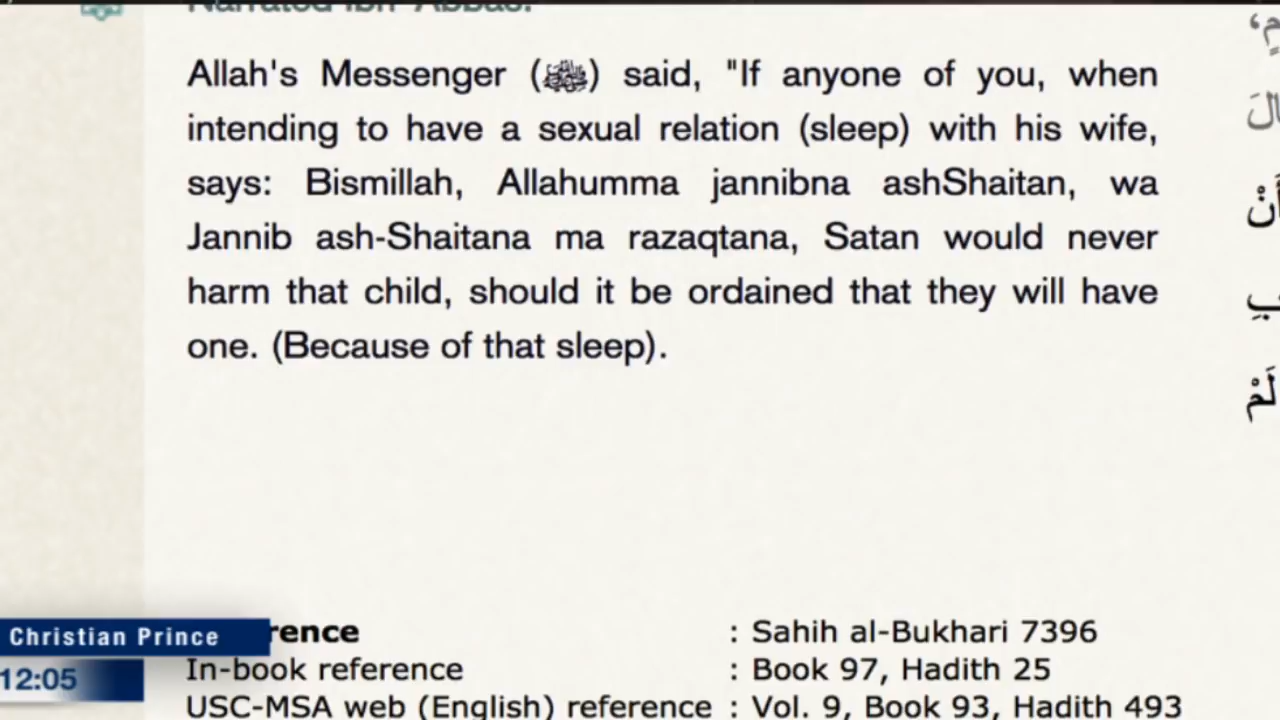 Narrated Ibn 'Abbas:
Allah's Messenger (ﷺ) said, "If anyone of you, when
intending to have a sexual relation (sleep) with his wife,
says: Bismillah, Allahumma jannibna ashShaitan, wa
Jannib ash-Shaitana ma razaqtana, Satan would never
harm that child, should it be ordained that they will have
one. (Because of that sleep).
rence : Sahih al-Bukhari 7396
In-book reference : Book 97, Hadith 25
USC-MSA web (English) reference : Vol. 9, Book 93, Hadith 493
Christian Prince
12:05